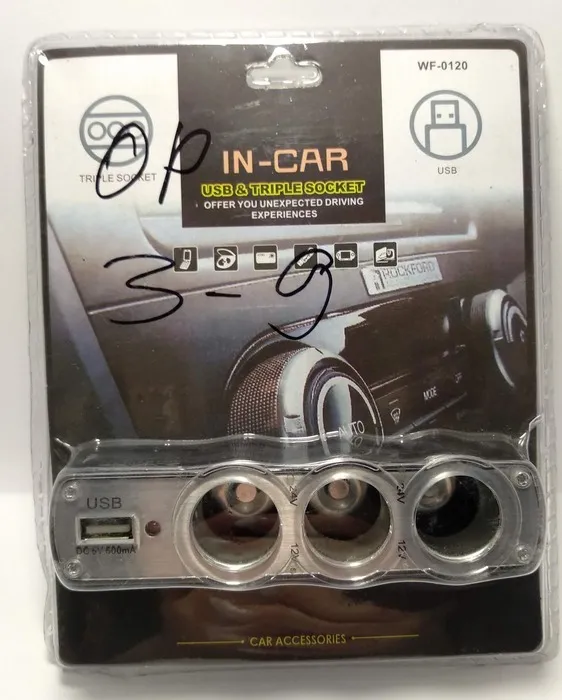 WF-0120
TRIPLE SOCKET
USB
OP
IN-CAR
USB & TRIPLE SOCKET
OFFER YOU UNEXPECTED DRIVING
EXPERIENCES
3-9
ROCKFORD
MODE
AUTO
USB
DC 5V 500mA
24V
12V
24V
12V
CAR ACCESSORIES